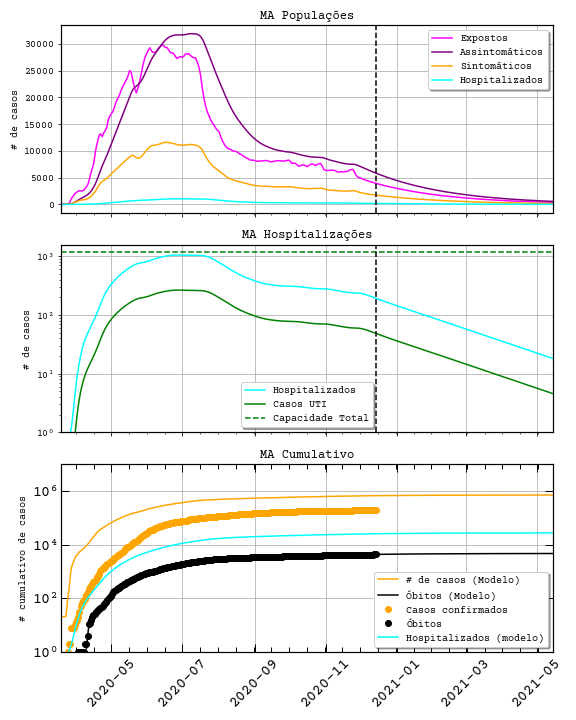 MA Populações
# de casos
30000
25000
20000
15000
10000
5000
0
Expostos
Assintomáticos
Sintomáticos
Hospitalizados
MA Hospitalizações
# de casos
10³
10²
10¹
10⁰
Hospitalizados
Casos UTI
Capacidade Total
MA Cumulativo
# cumulativo de casos
10⁶
10⁴
10²
10⁰
# de casos (Modelo)
Óbitos (Modelo)
Casos confirmados
Óbitos
Hospitalizados (modelo)
2020-05
2020-07
2020-09
2020-11
2021-01
2021-03
2021-05